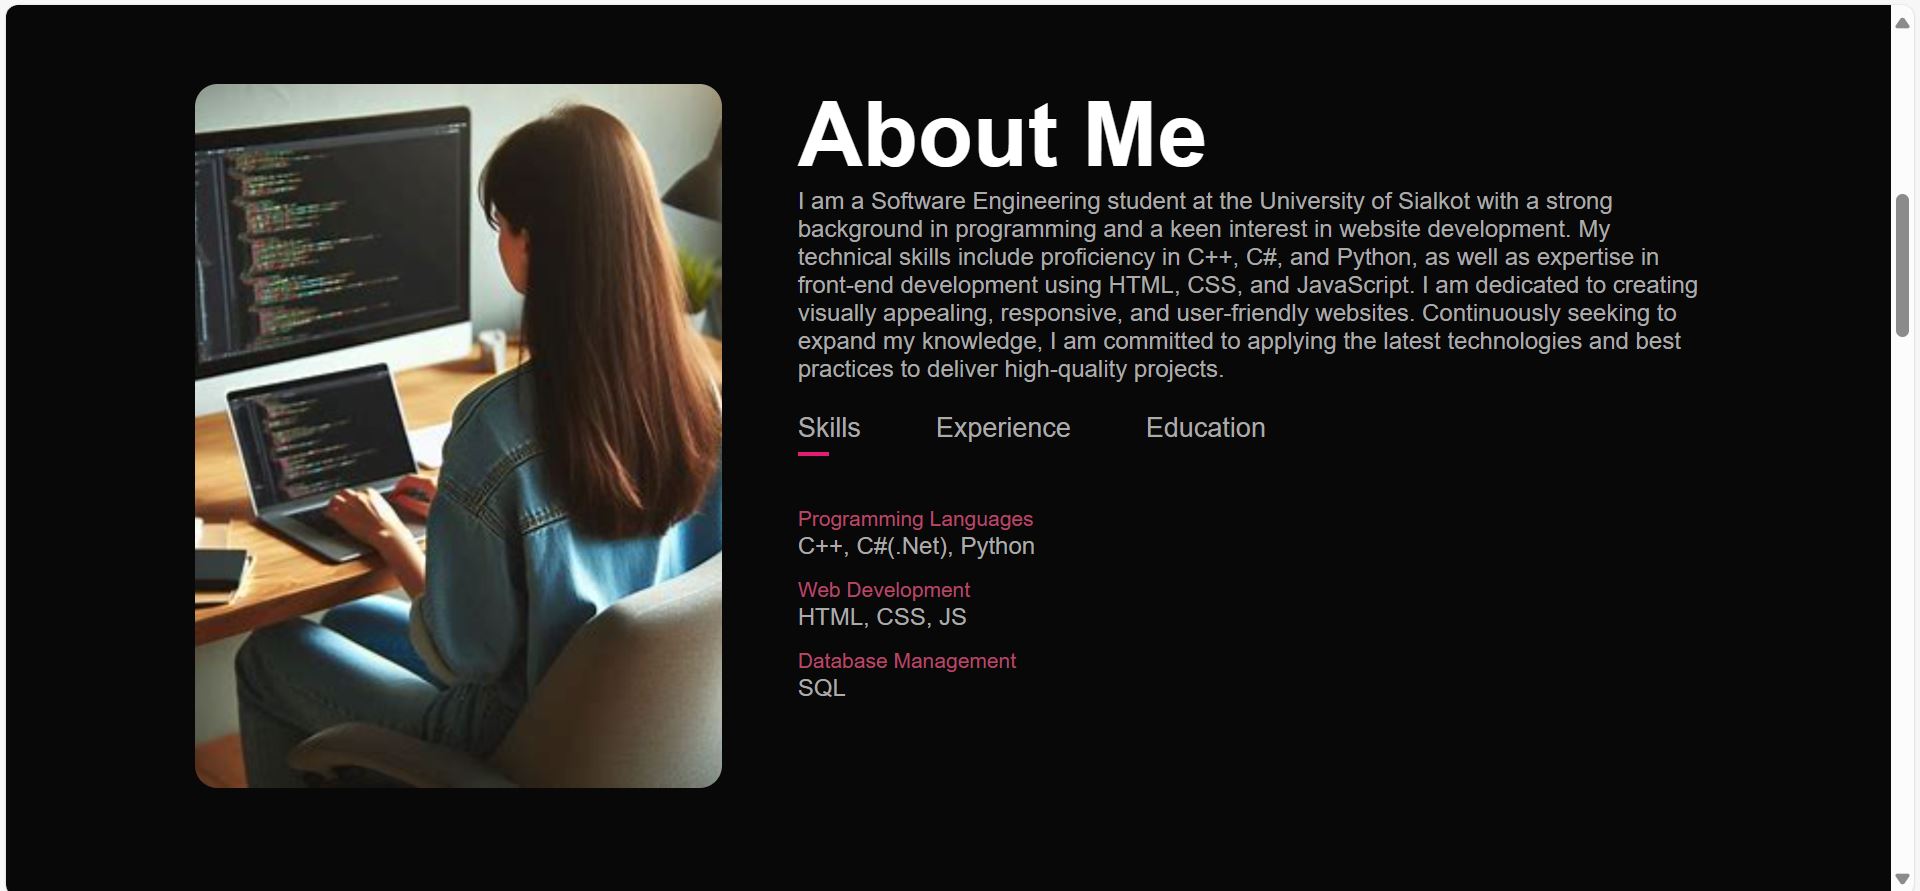 About Me
I am a Software Engineering student at the University of Sialkot with a strong
background in programming and a keen interest in website development. My
technical skills include proficiency in C++, C#, and Python, as well as expertise in
front-end development using HTML, CSS, and JavaScript. I am dedicated to creating
visually appealing, responsive, and user-friendly websites. Continuously seeking to
expand my knowledge, I am committed to applying the latest technologies and best
practices to deliver high-quality projects.
Skills Experience Education
Programming Languages
C++, C#(.Net), Python
Web Development
HTML, CSS, JS
Database Management
SQL